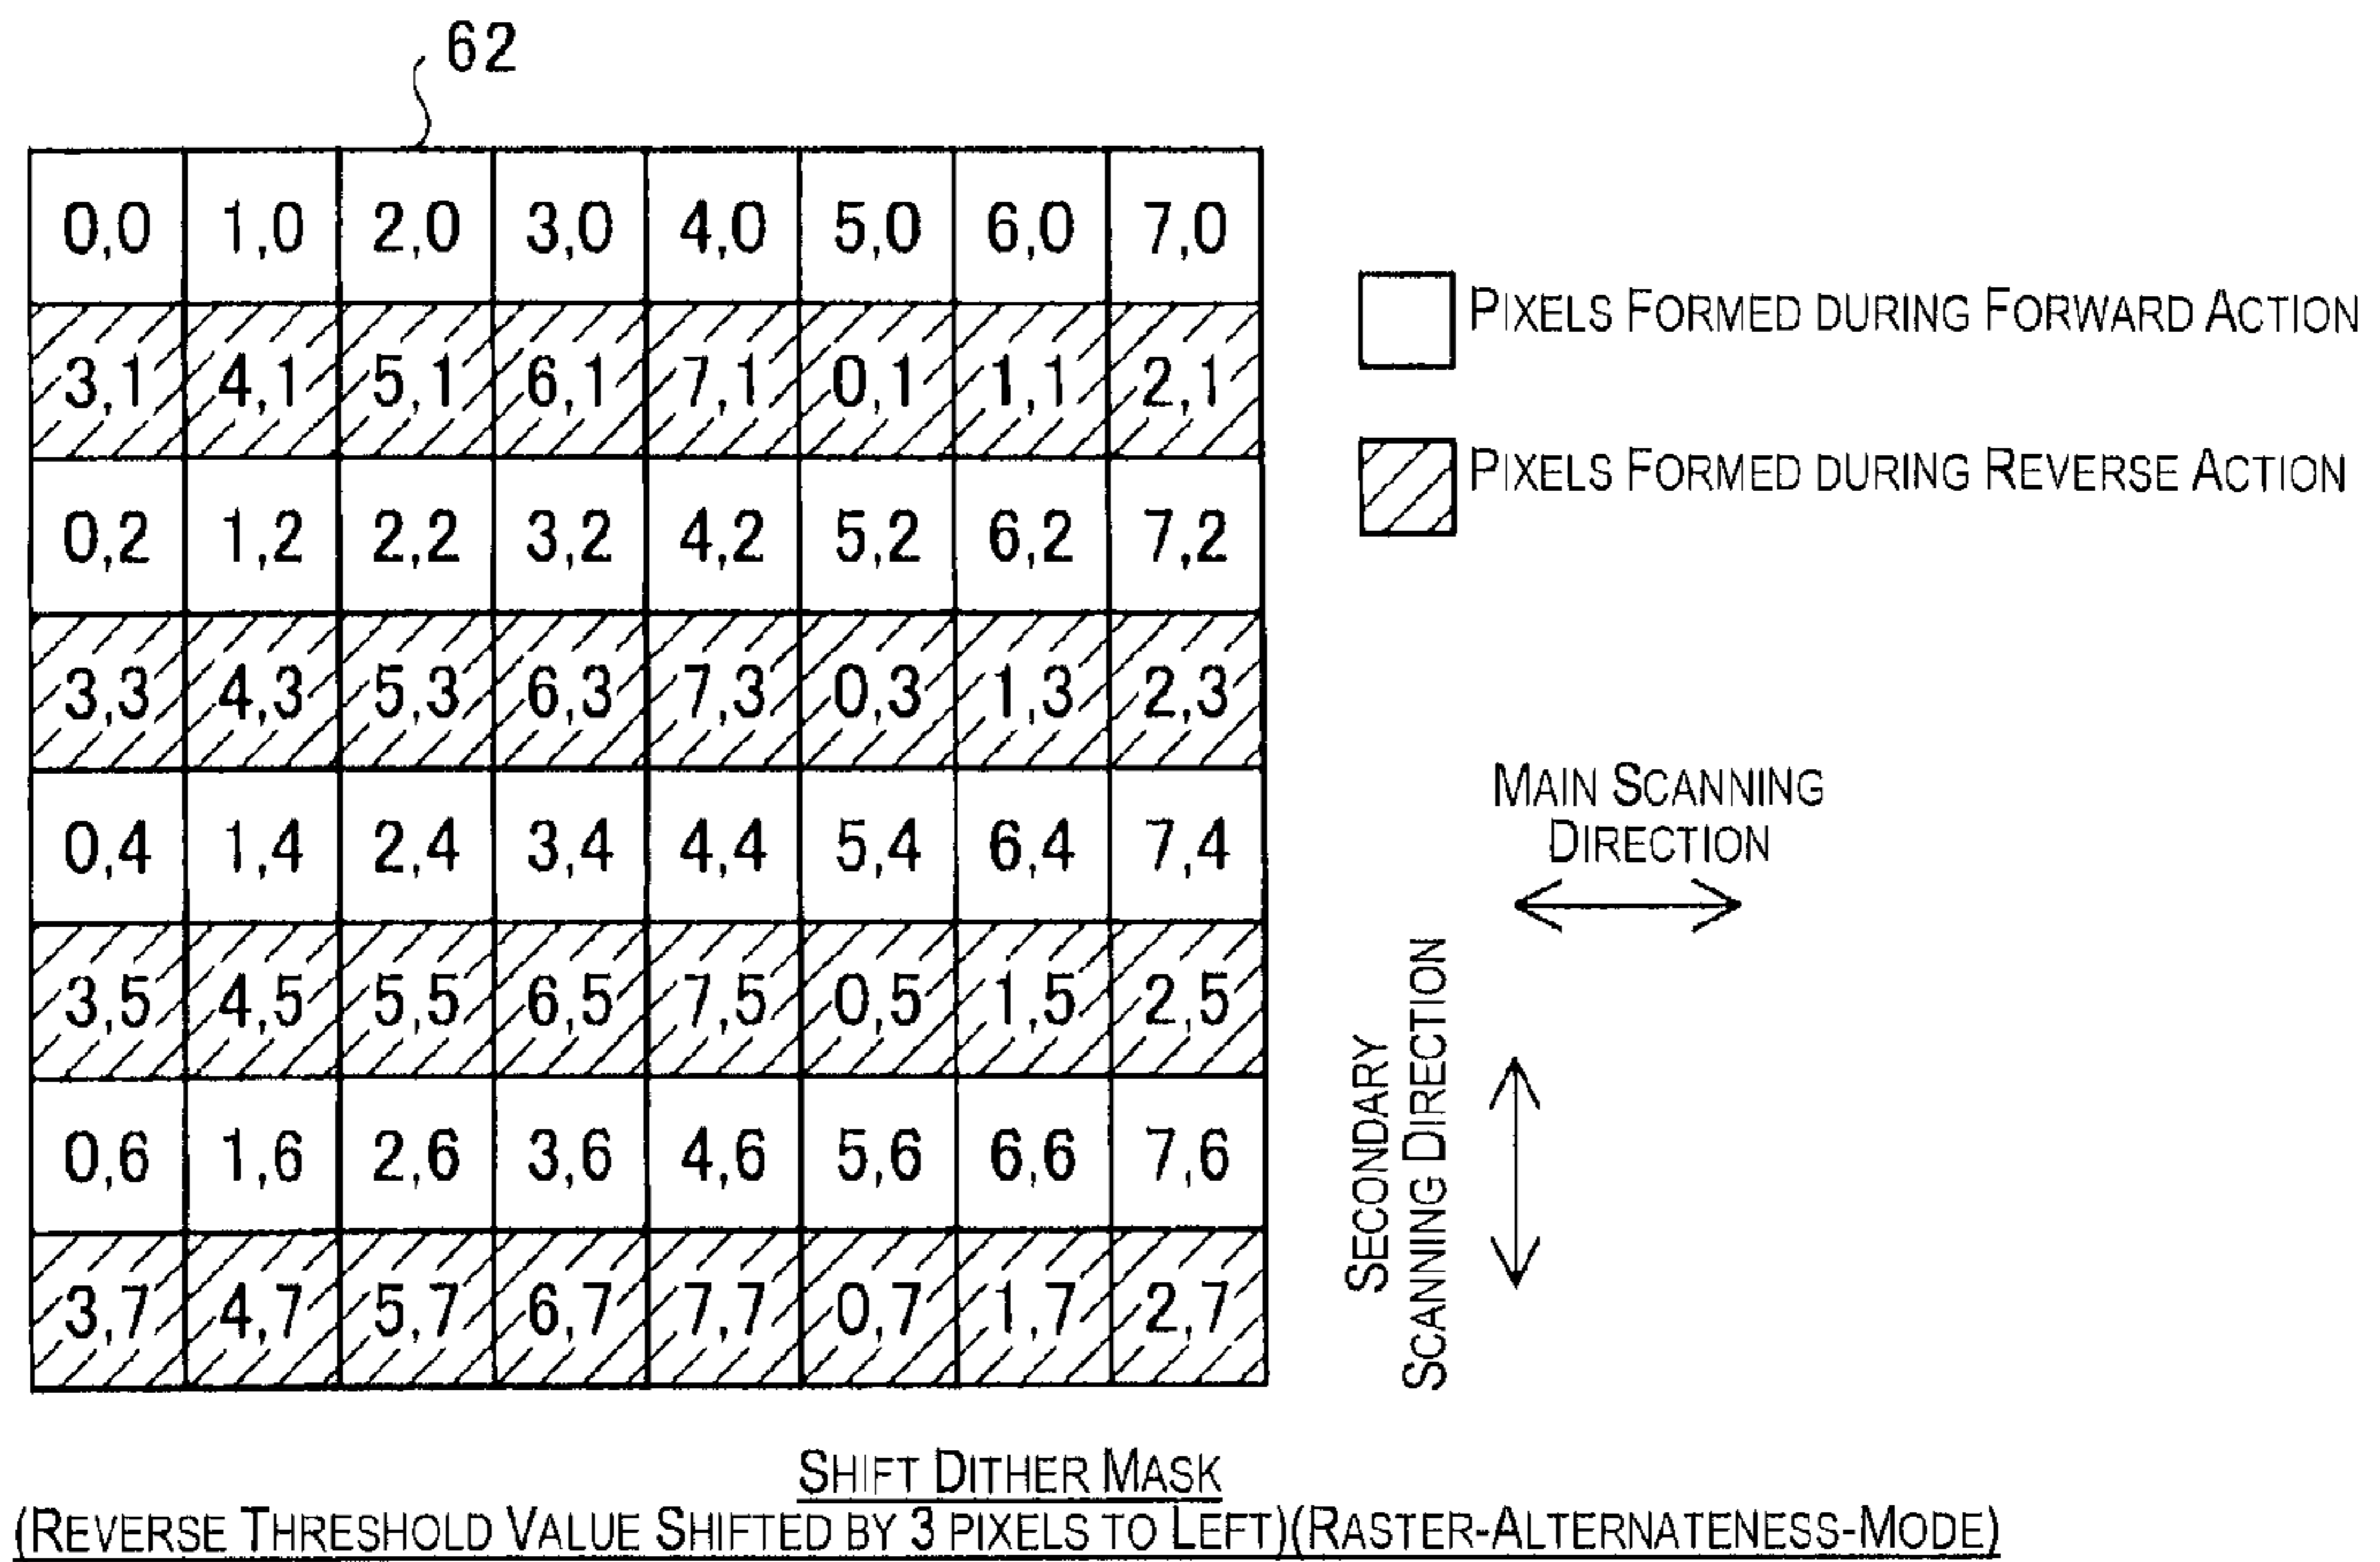 62
0,0 1,0 2,0 3,0 4,0 5,0 6,0 7,0
3,1 4,1 5,1 6,1 7,1 0,1 1,1 2,1
0,2 1,2 2,2 3,2 4,2 5,2 6,2 7,2
3,3 4,3 5,3 6,3 7,3 0,3 1,3 2,3
0,4 1,4 2,4 3,4 4,4 5,4 6,4 7,4
3,5 4,5 5,5 6,5 7,5 0,5 1,5 2,5
0,6 1,6 2,6 3,6 4,6 5,6 6,6 7,6
3,7 4,7 5,7 6,7 7,7 0,7 1,7 2,7
PIXELS FORMED DURING FORWARD ACTION
PIXELS FORMED DURING REVERSE ACTION
MAIN SCANNING
DIRECTION
SECONDARY
SCANNING DIRECTION
SHIFT DITHER MASK
(REVERSE THRESHOLD VALUE SHIFTED BY 3 PIXELS TO LEFT)(RASTER-ALTERNATENESS-MODE)